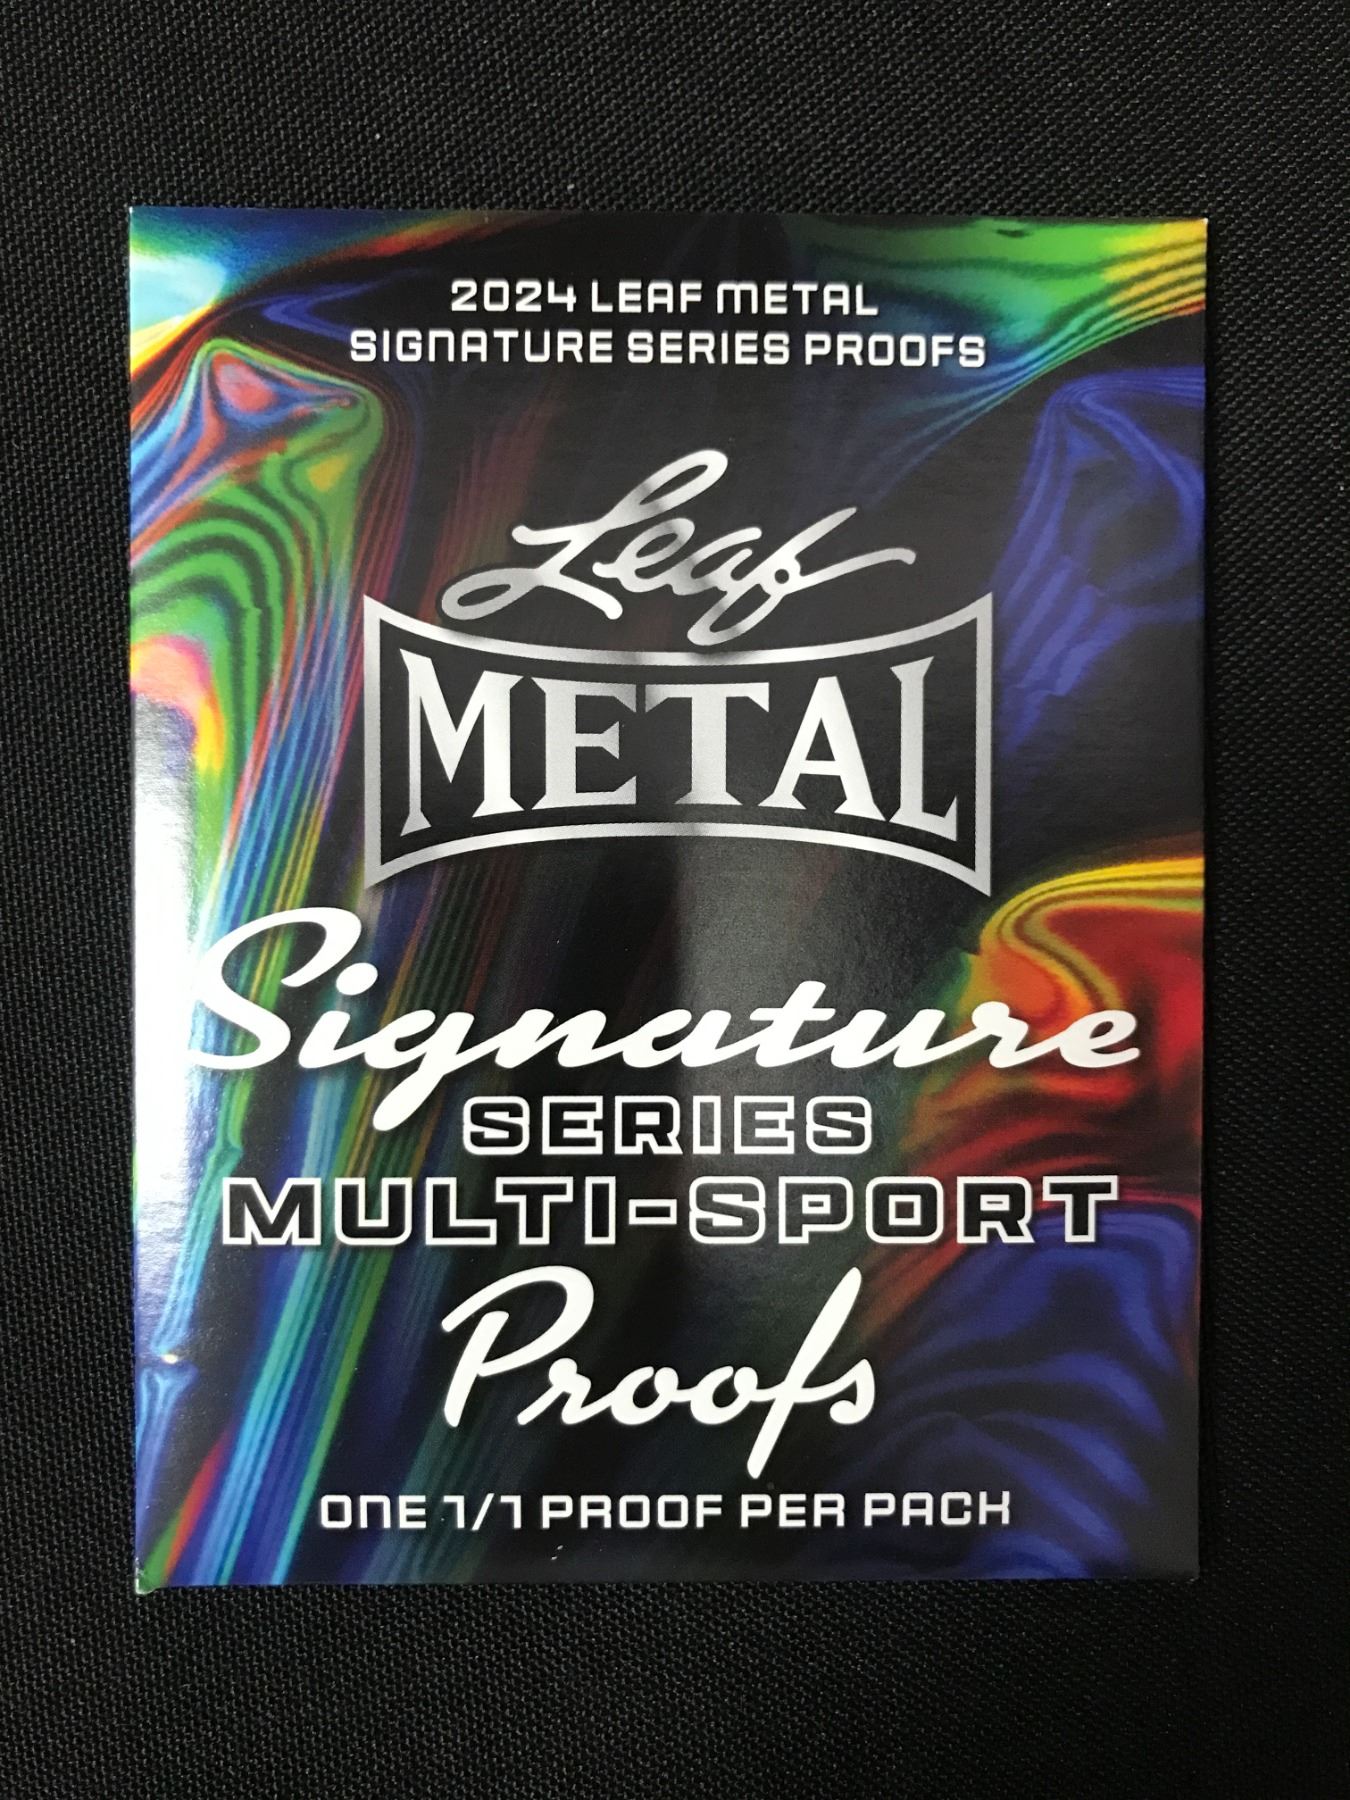 2024 LEAF METAL
SIGNATURE SERIES PROOFS
Leaf
METAL
Signature
SERIES
MULTI-SPORT
Proofs
ONE 1/1 PROOF PER PACK